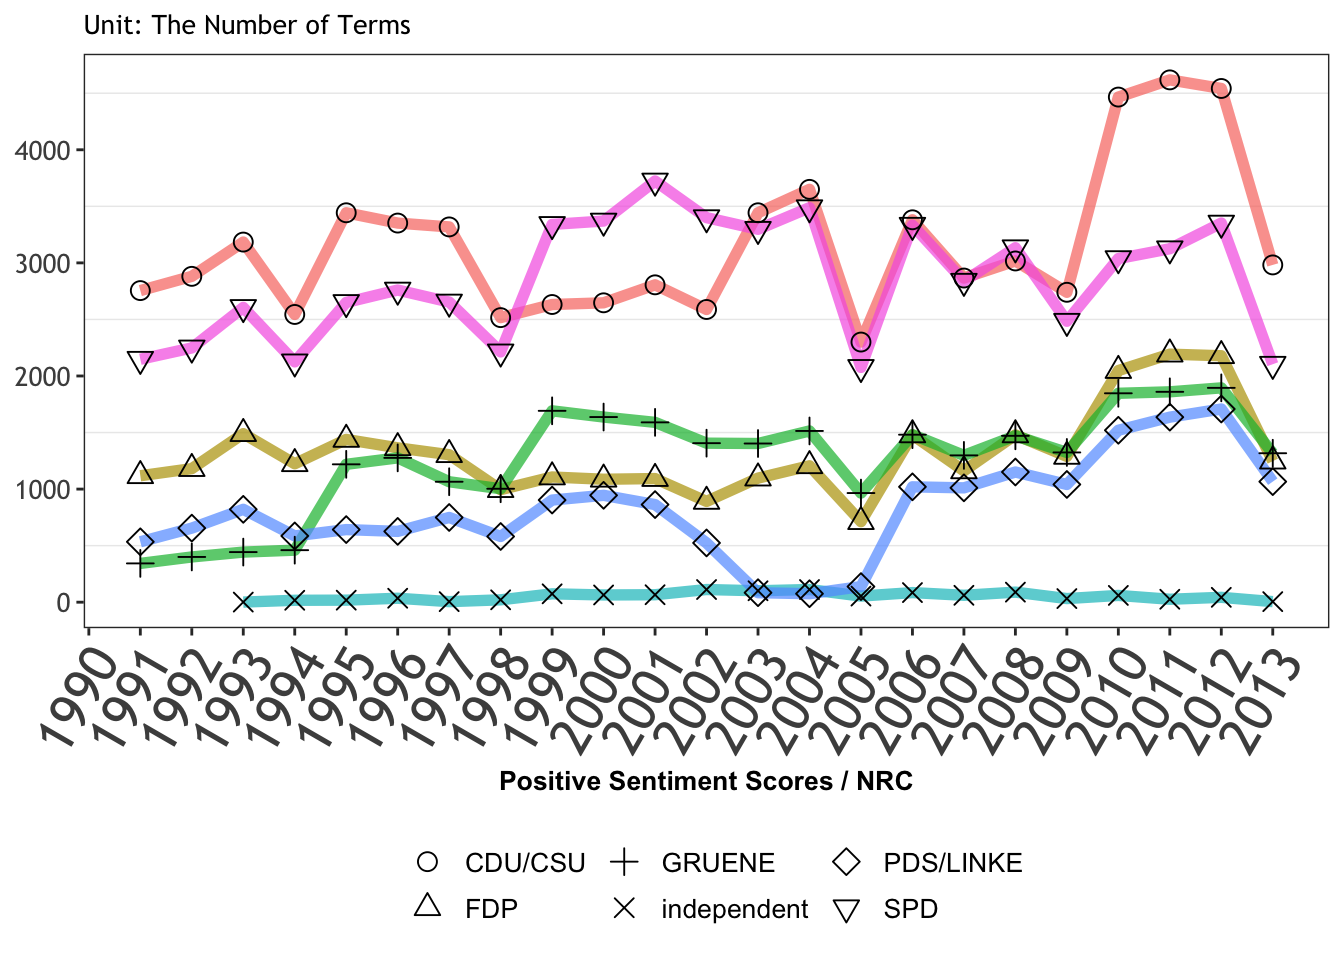 Unit: The Number of Terms
4000
3000
2000
1000
0
1990 1991 1992 1993 1994 1995 1996 1997 1998 1999 2000 2001 2002 2003 2004 2005 2006 2007 2008 2009 2010 2011 2012 2013
Positive Sentiment Scores / NRC
CDU/CSU GRUENE PDS/LINKE
FDP independent SPD